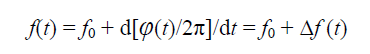 f(t) = f₀ + d[φ(t)/2π]/dt = f₀ + Δf (t)